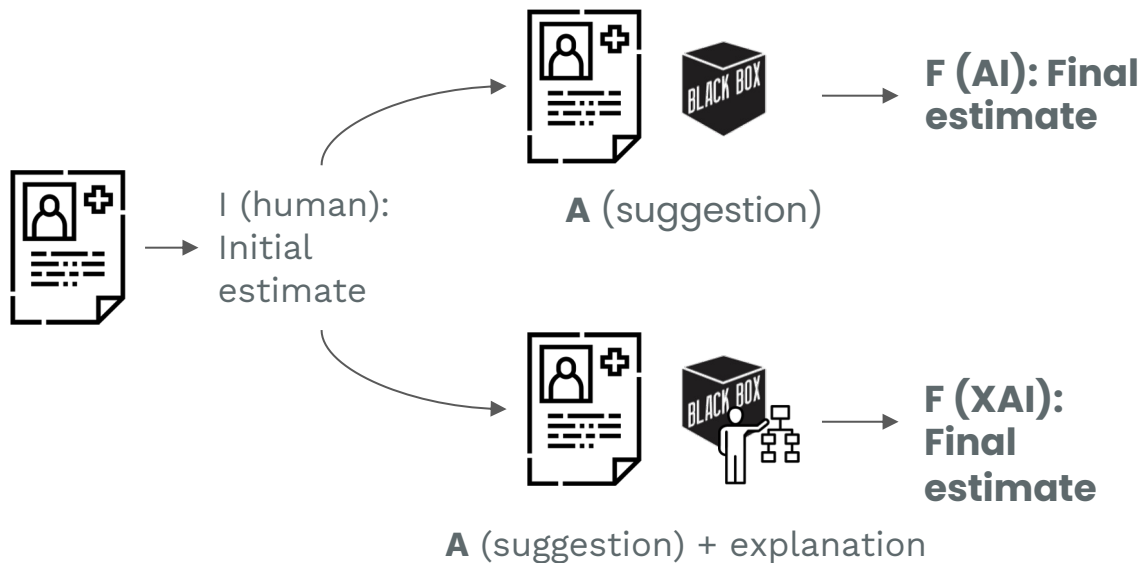 BLACK BOX
F (AI): Final
estimate
A (suggestion)
I (human):
Initial
estimate
BLACK BOX
F (XAI):
Final
estimate
A (suggestion) + explanation